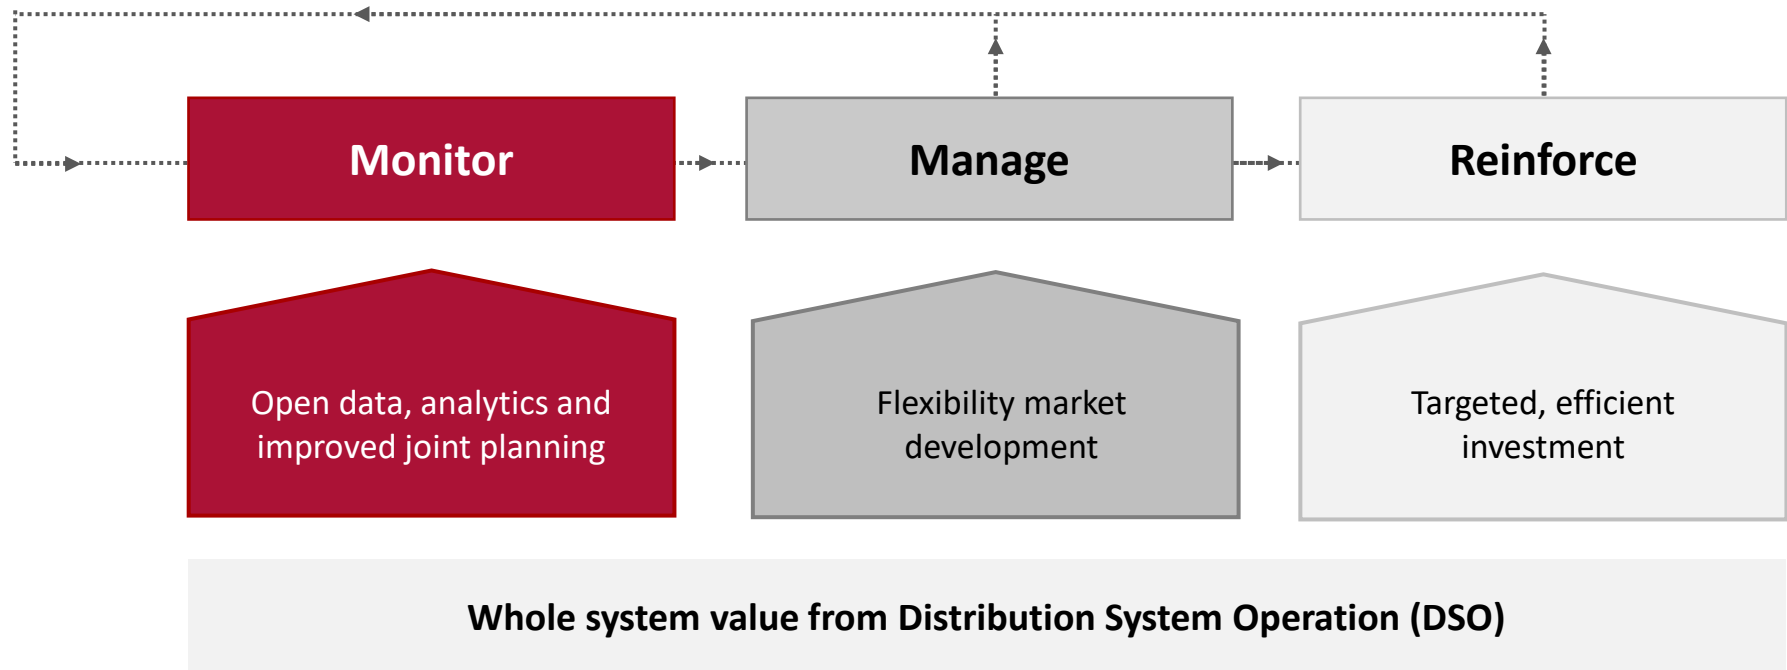 Monitor
Manage
Reinforce
Open data, analytics and
improved joint planning
Flexibility market
development
Targeted, efficient
investment
Whole system value from Distribution System Operation (DSO)